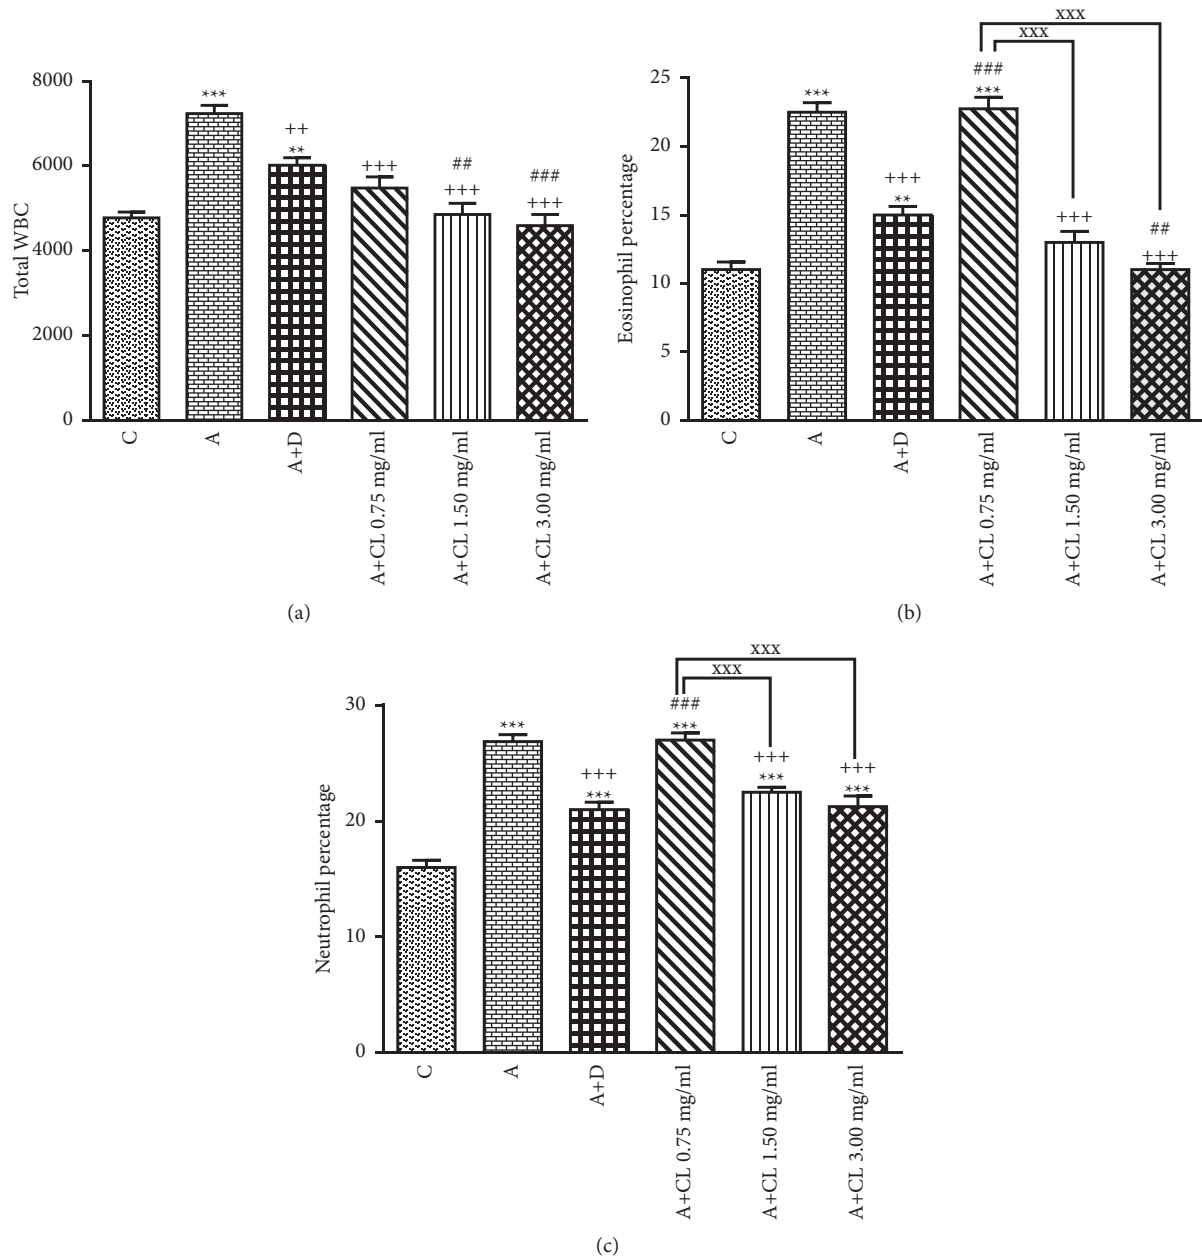 Total WBC
8000
6000
4000
2000
0
***
++
**
+++
##
+++
###
+++
C
A
A+D
A+CL 0.75 mg/ml
A+CL 1.50 mg/ml
A+CL 3.00 mg/ml
(a)
Eosinophil percentage
25
20
15
10
5
0
xxx
xxx
***
+++
**
###
***
+++
##
+++
C
A
A+D
A+CL 0.75 mg/ml
A+CL 1.50 mg/ml
A+CL 3.00 mg/ml
(b)
Neutrophil percentage
30
20
10
0
xxx
xxx
***
+++
***
###
***
+++
***
+++
***
C
A
A+D
A+CL 0.75 mg/ml
A+CL 1.50 mg/ml
A+CL 3.00 mg/ml
(c)